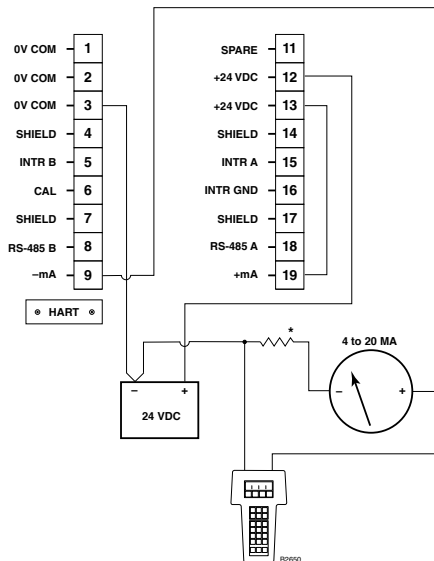 0V COM 1
0V COM 2
0V COM 3
SHIELD 4
INTR B 5
CAL 6
SHIELD 7
RS-485 B 8
–mA 9
HART
SPARE 11
+24 VDC 12
+24 VDC 13
SHIELD 14
INTR A 15
INTR GND 16
SHIELD 17
RS-485 A 18
+mA 19
*
4 to 20 MA
– +
– +
24 VDC
B2650